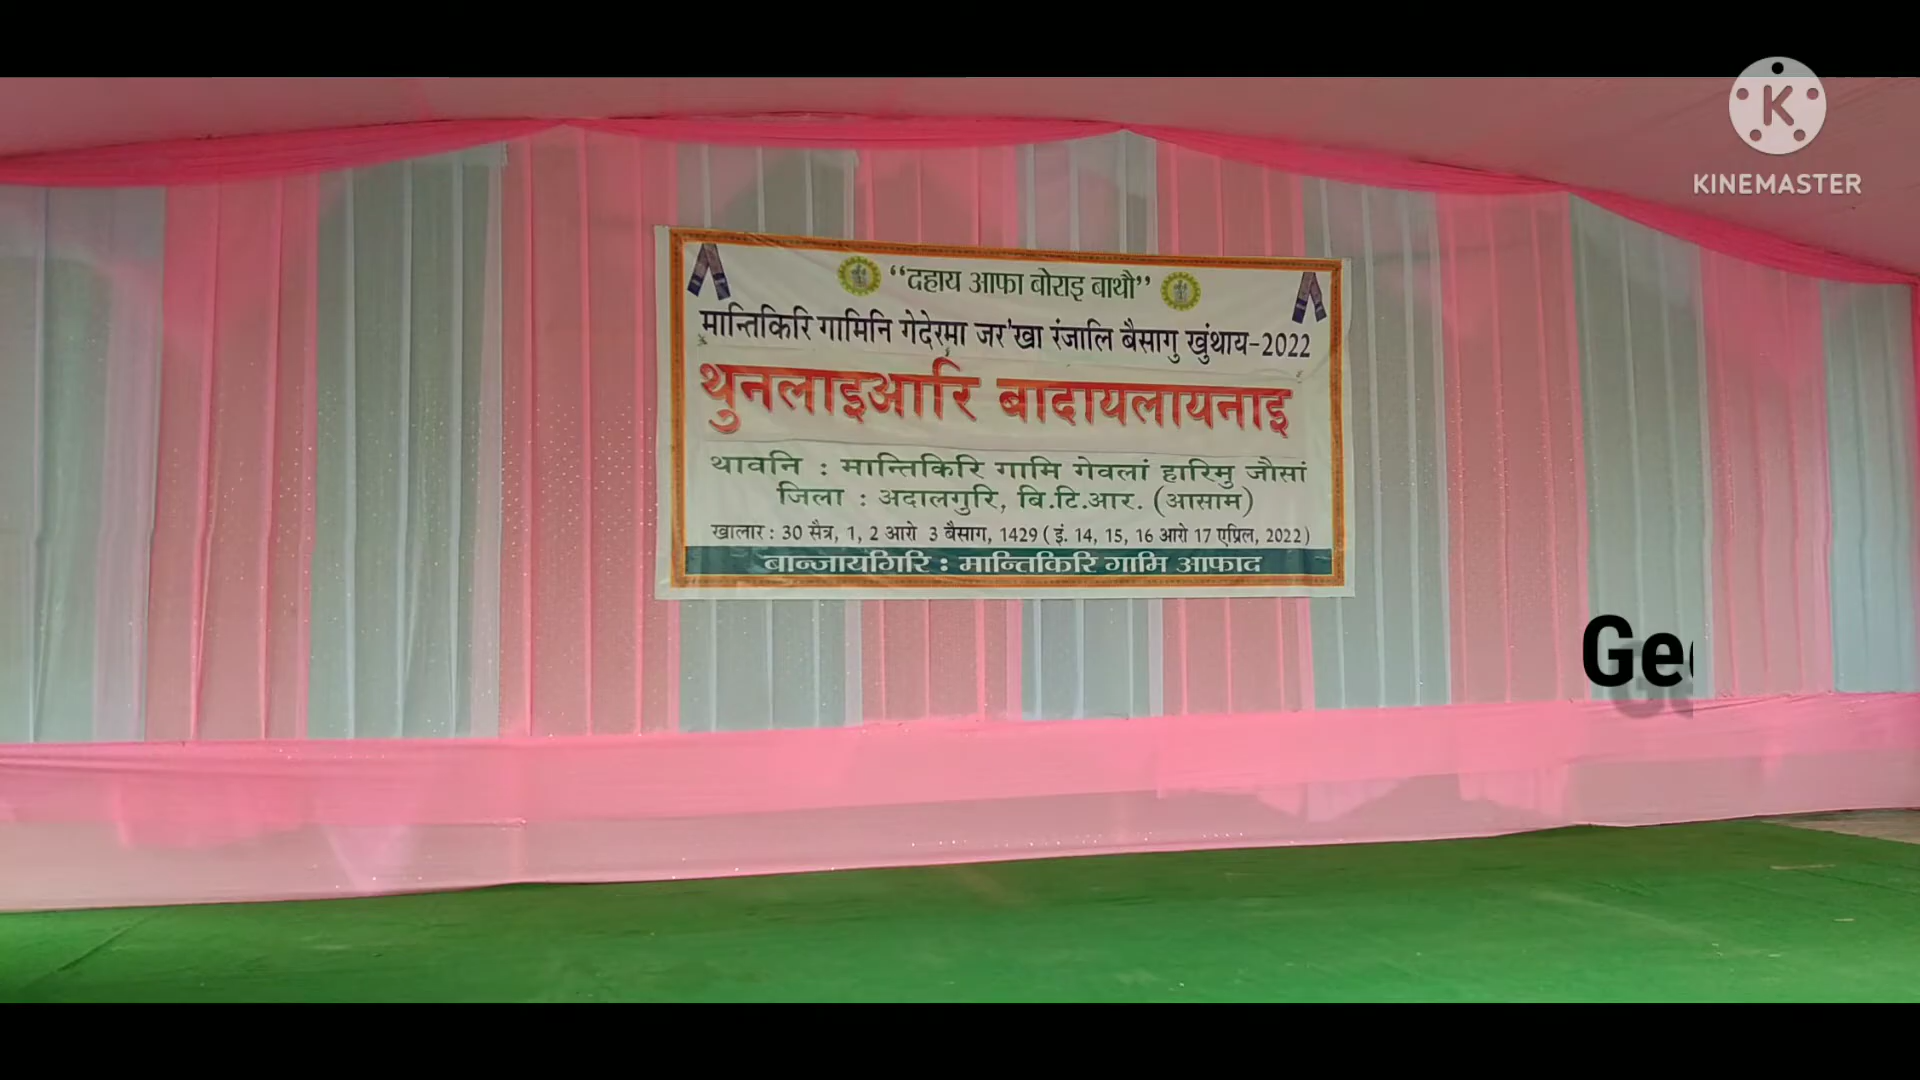 KINEMASTER
“दहाय आफा बोराइ बाथौ”
मान्तिकिरि गामिनि गेदेरमा जर'खा रंजालि बैसागु खुंथाय-2022
थुनलाइआरि बादायलायनाइ
थावनि : मान्तिकिरि गामि गेवलां हारिमु जौसां
जिला : अदालगुरि, बि.टि.आर. (आसाम)
खालार : 30 सैत्र, 1, 2 आरो 3 बैसाग, 1429 ( इं. 14, 15, 16 आरो 17 एप्रिल, 2022)
बान्जायगिरि : मान्तिकिरि गामि आफाद